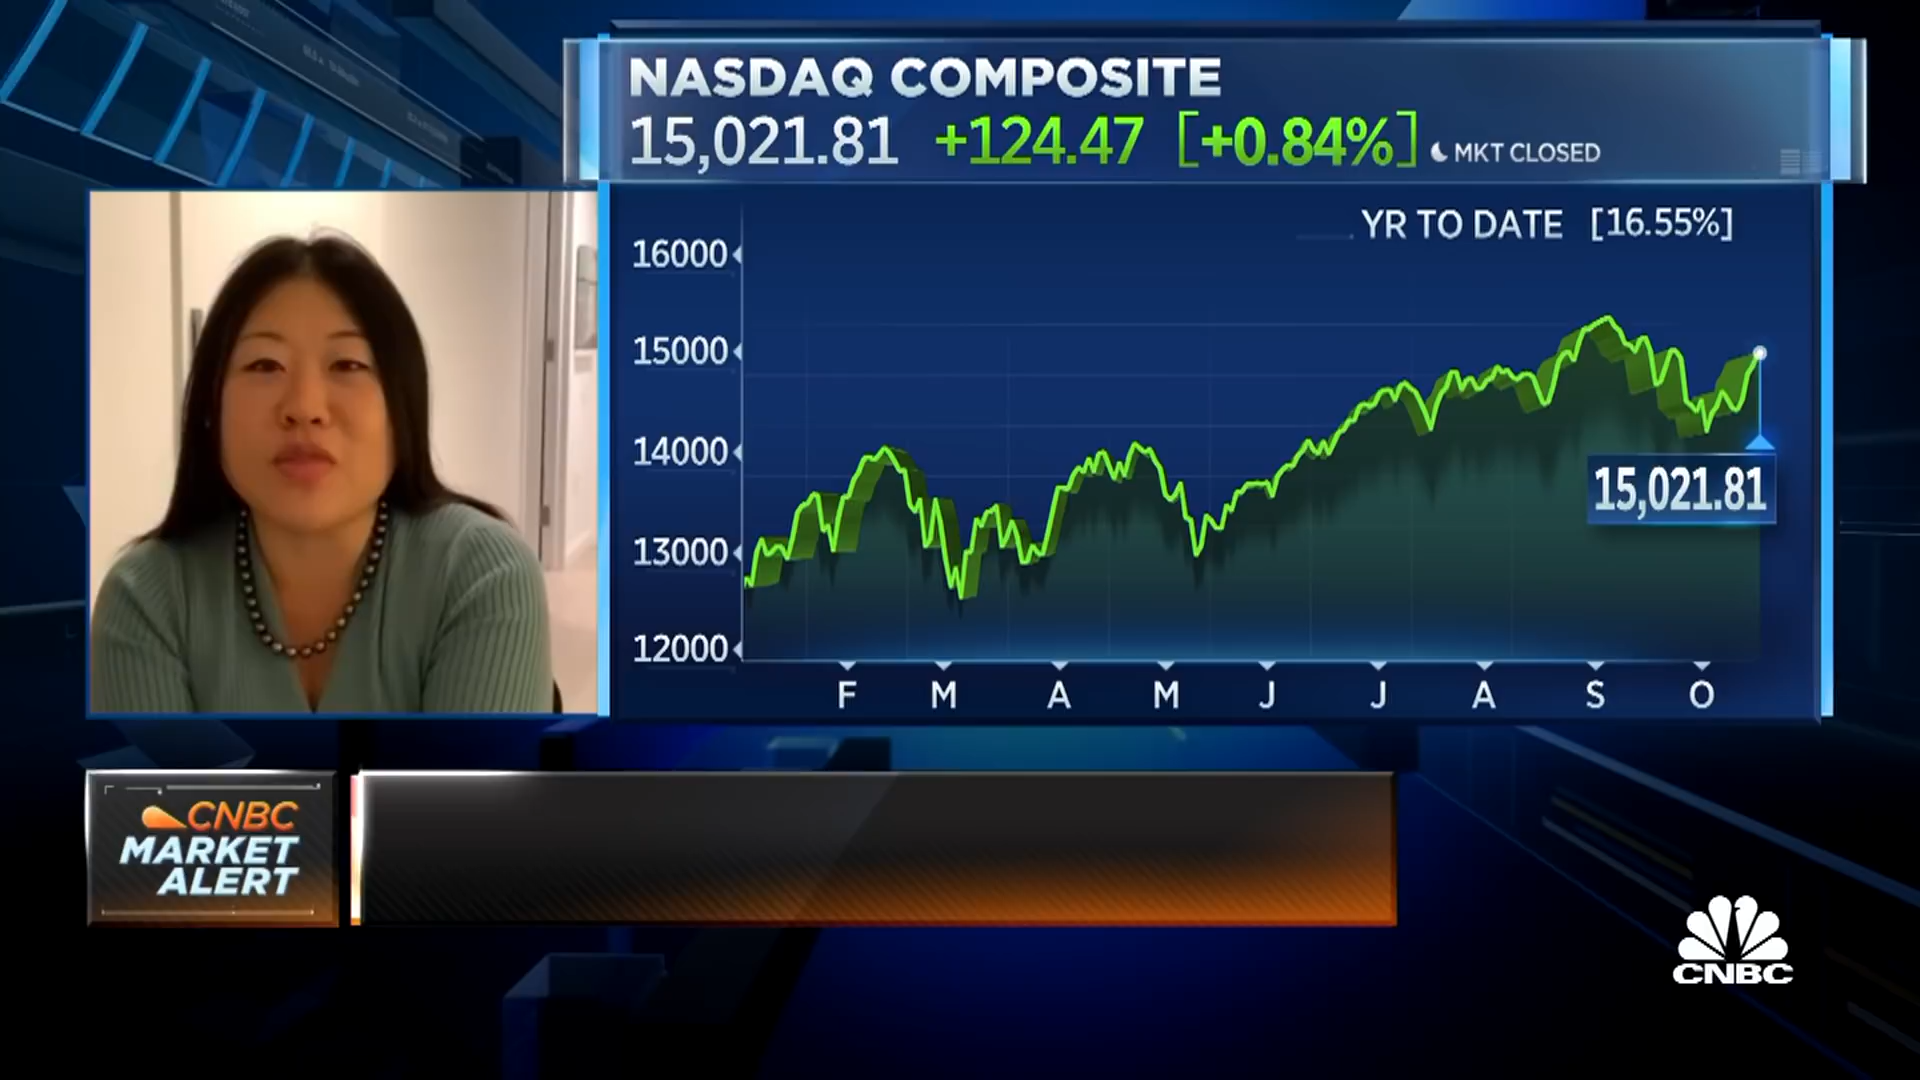 NASDAQ COMPOSITE
15,021.81 +124.47 [+0.84%] MKT CLOSED
YR TO DATE [16.55%]
16000
15000
14000
13000
12000
15,021.81
F M A M J J A S O
CNBC
MARKET
ALERT
CNBC